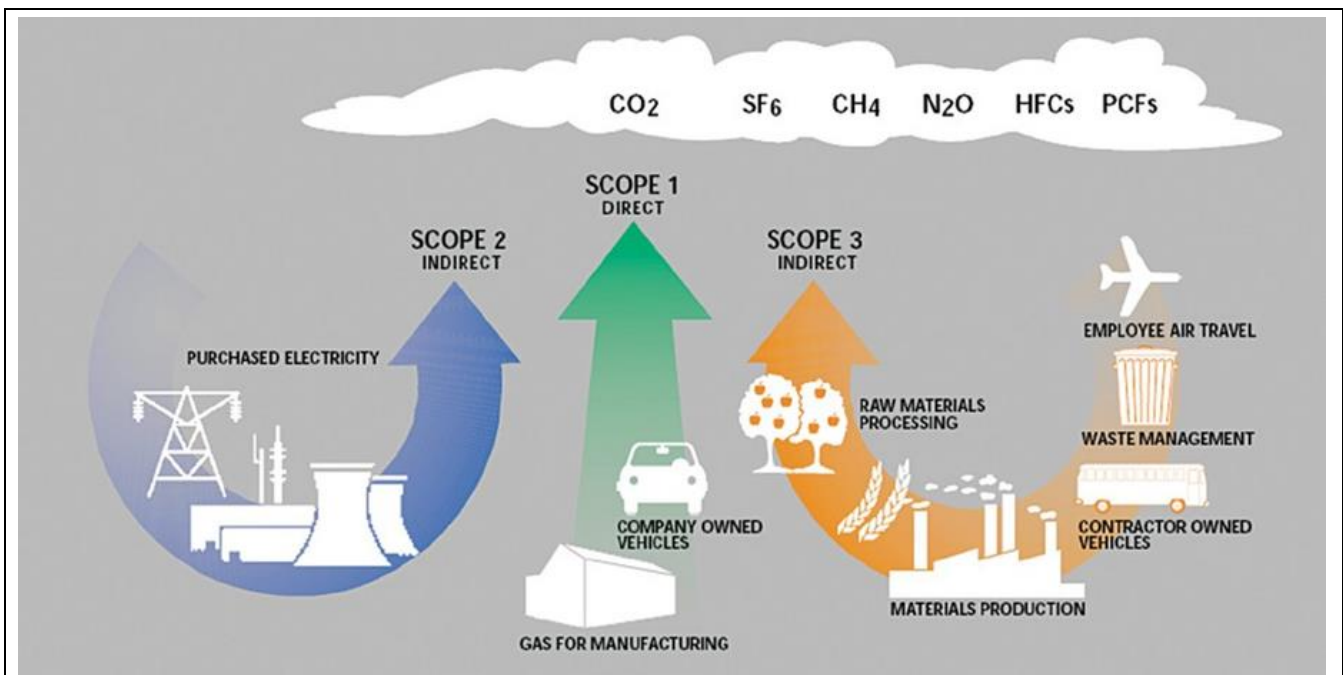 CO2 SF6 CH4 N2O HFCs PCFs
SCOPE 1
DIRECT
SCOPE 2
INDIRECT
SCOPE 3
INDIRECT
PURCHASED ELECTRICITY
COMPANY OWNED
VEHICLES
GAS FOR MANUFACTURING
RAW MATERIALS
PROCESSING
MATERIALS PRODUCTION
EMPLOYEE AIR TRAVEL
WASTE MANAGEMENT
CONTRACTOR OWNED
VEHICLES